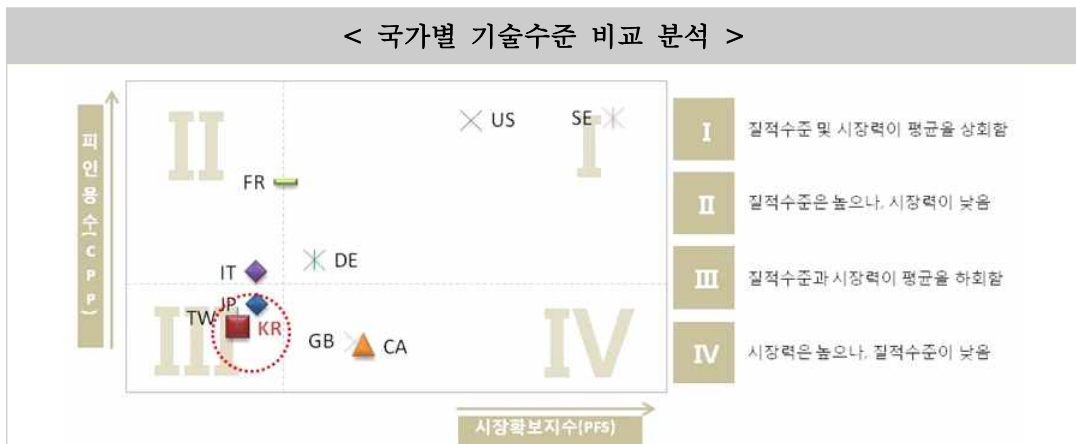 < 국가별 기술수준 비교 분석 >
피인용수(CPP)
II
I
III
IV
US
SE
FR
IT
DE
JP
TW
KR
GB
CA
시장확보지수(PFS)
I 질적수준 및 시장력이 평균을 상회함
II 질적수준은 높으나, 시장력이 낮음
III 질적수준과 시장력이 평균을 하회함
IV 시장력은 높으나, 질적수준이 낮음